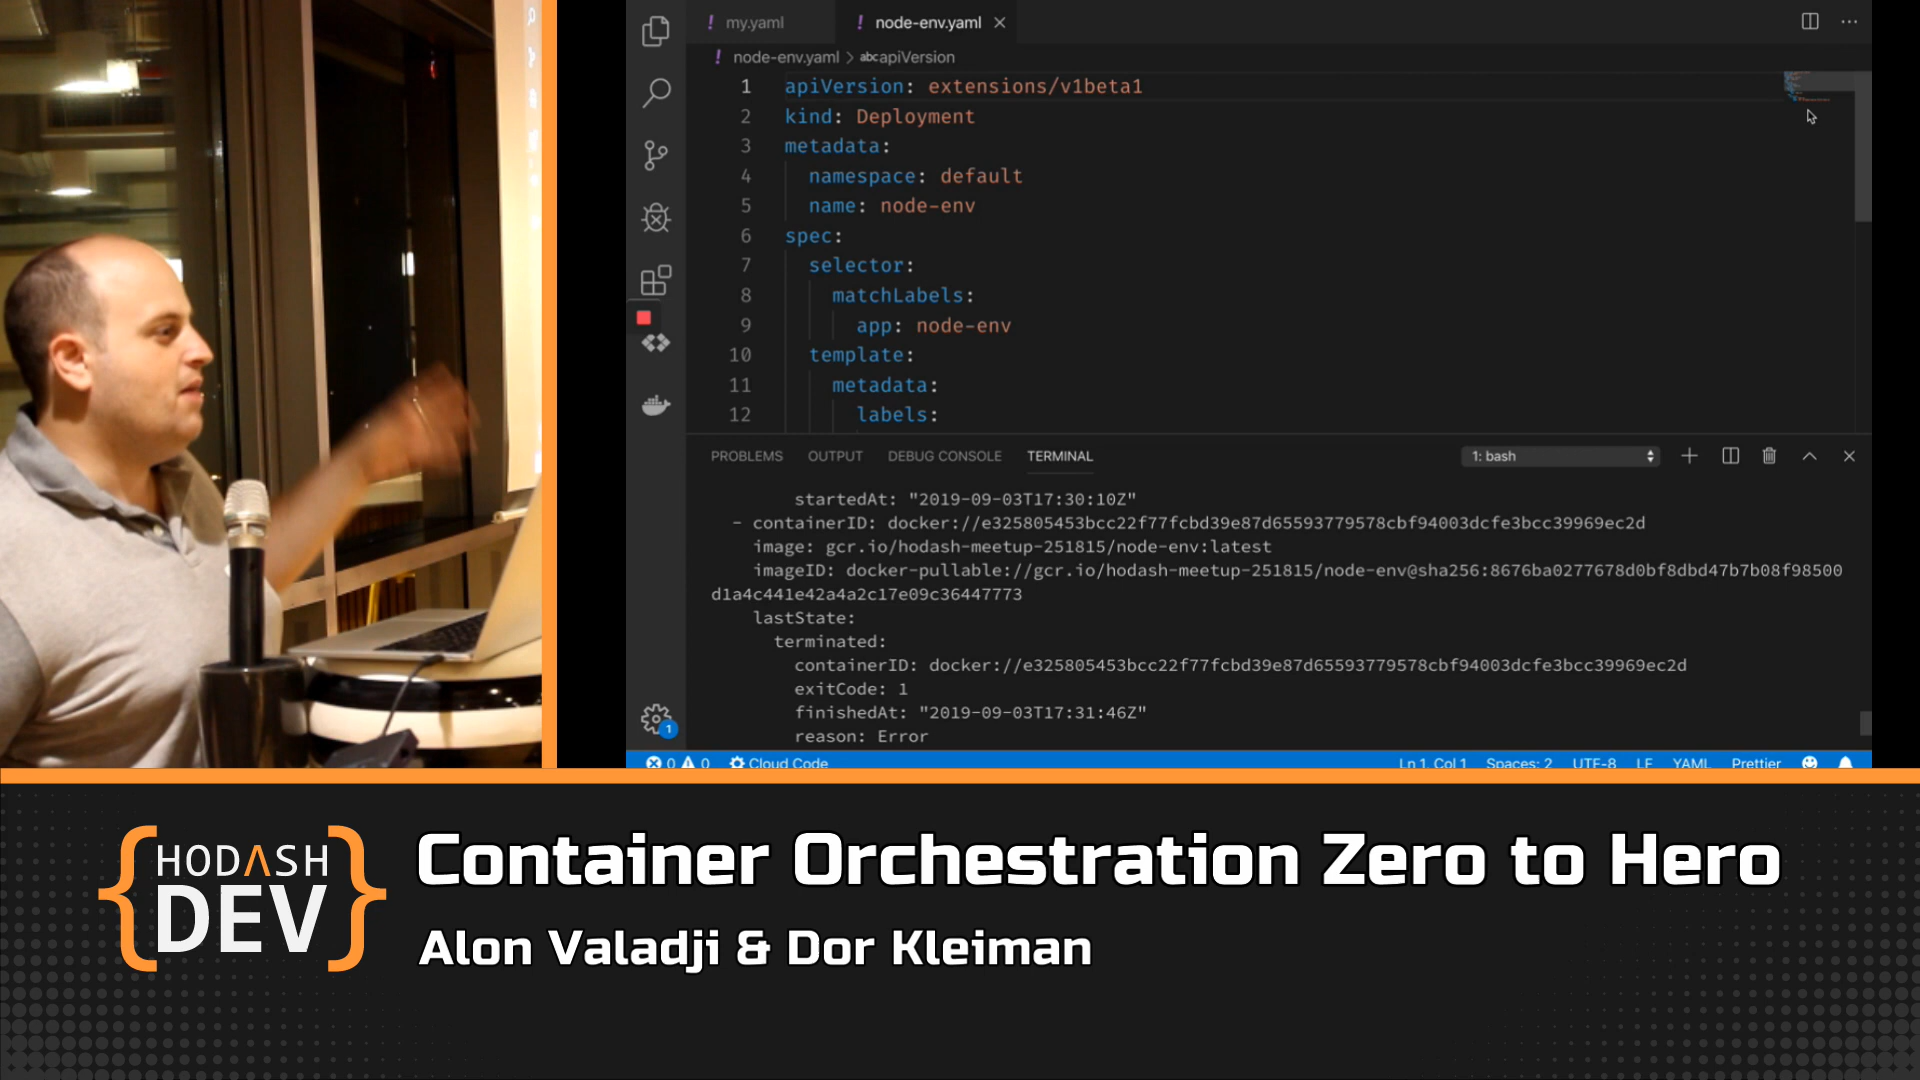 my.yaml
node-env.yaml
node-env.yaml > abc apiVersion
1 apiVersion: extensions/v1beta1
2 kind: Deployment
3 metadata:
4 namespace: default
5 name: node-env
6 spec:
7 selector:
8 matchLabels:
9 app: node-env
10 template:
11 metadata:
12 labels:
PROBLEMS OUTPUT DEBUG CONSOLE TERMINAL 1: bash
startedAt: "2019-09-03T17:30:10Z"
- containerID: docker://e325805453bcc22f77fcbd39e87d65593779578cbf94003dcfe3bcc39969ec2d
image: gcr.io/hodash-meetup-251815/node-env:latest
imageID: docker-pullable://gcr.io/hodash-meetup-251815/node-env@sha256:8676ba0277678d0bf8dbd47b7b08f98500
d1a4c441e42a4a2c17e09c36447773
lastState:
terminated:
containerID: docker://e325805453bcc22f77fcbd39e87d65593779578cbf94003dcfe3bcc39969ec2d
exitCode: 1
finishedAt: "2019-09-03T17:31:46Z"
reason: Error
1
0 0 Cloud Code Ln 1, Col 1 Spaces: 2 UTF-8 LF YAML Prettier
{HODASH
DEV}
Container Orchestration Zero to Hero
Alon Valadji & Dor Kleiman